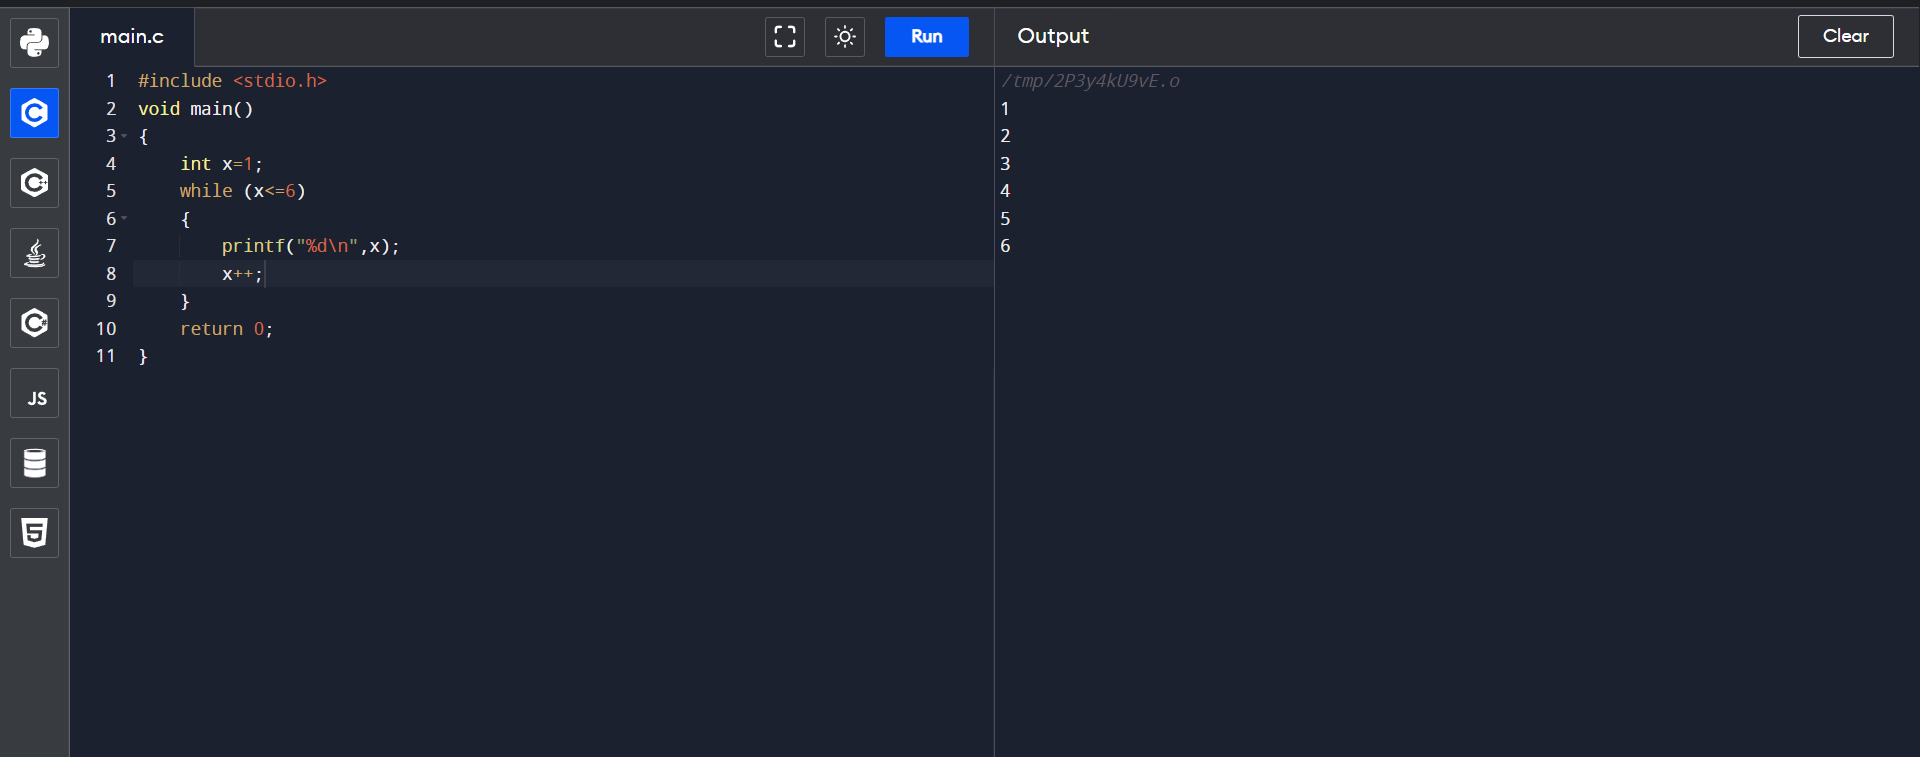 main.c
Run
Output
Clear
1 #include <stdio.h>
2 void main()
3 {
4     int x=1;
5     while (x<=6)
6     {
7         printf("%d\n",x);
8         x++;
9     }
10     return 0;
11 }
/tmp/2P3y4kU9vE.o
1
2
3
4
5
6
C
C++
C#
JS
5